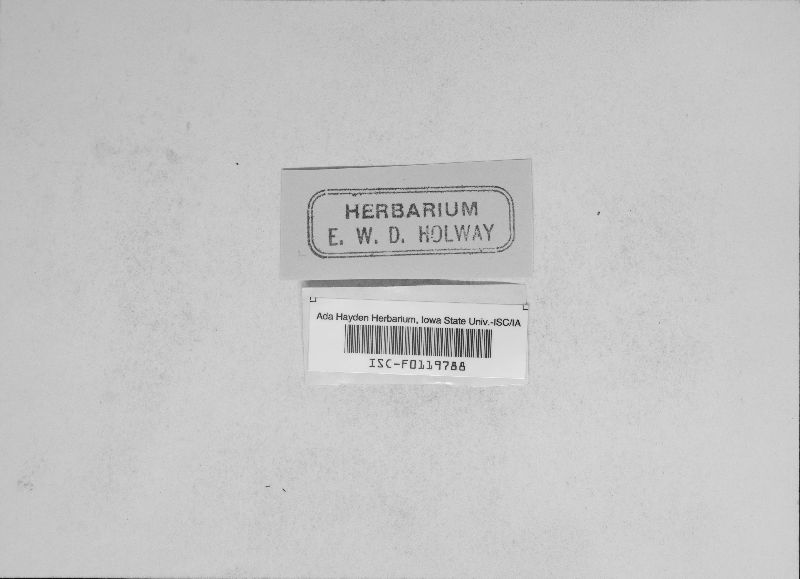 HERBARIUM
E. W. D. HOLWAY
Ada Hayden Herbarium, Iowa State Univ.-ISC/IA
ISC-F0119788